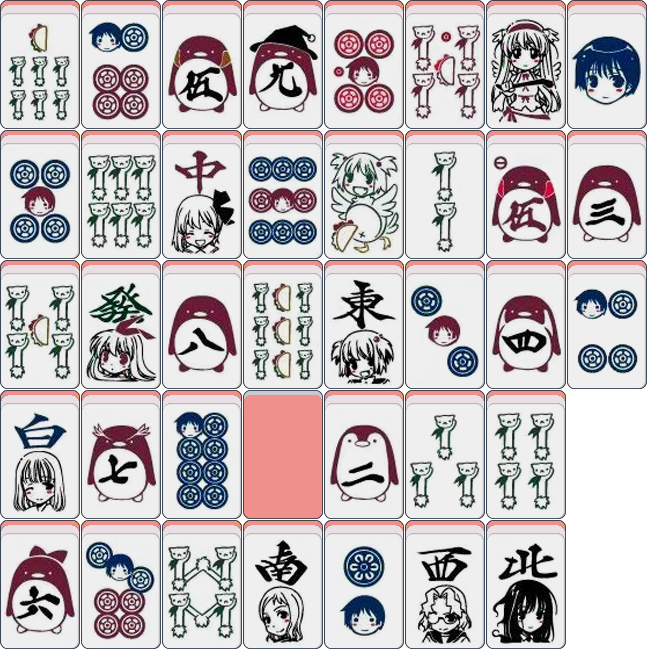 伍 九
中 伍 三
發 八 東 四
白 七 二
六 南 西 北